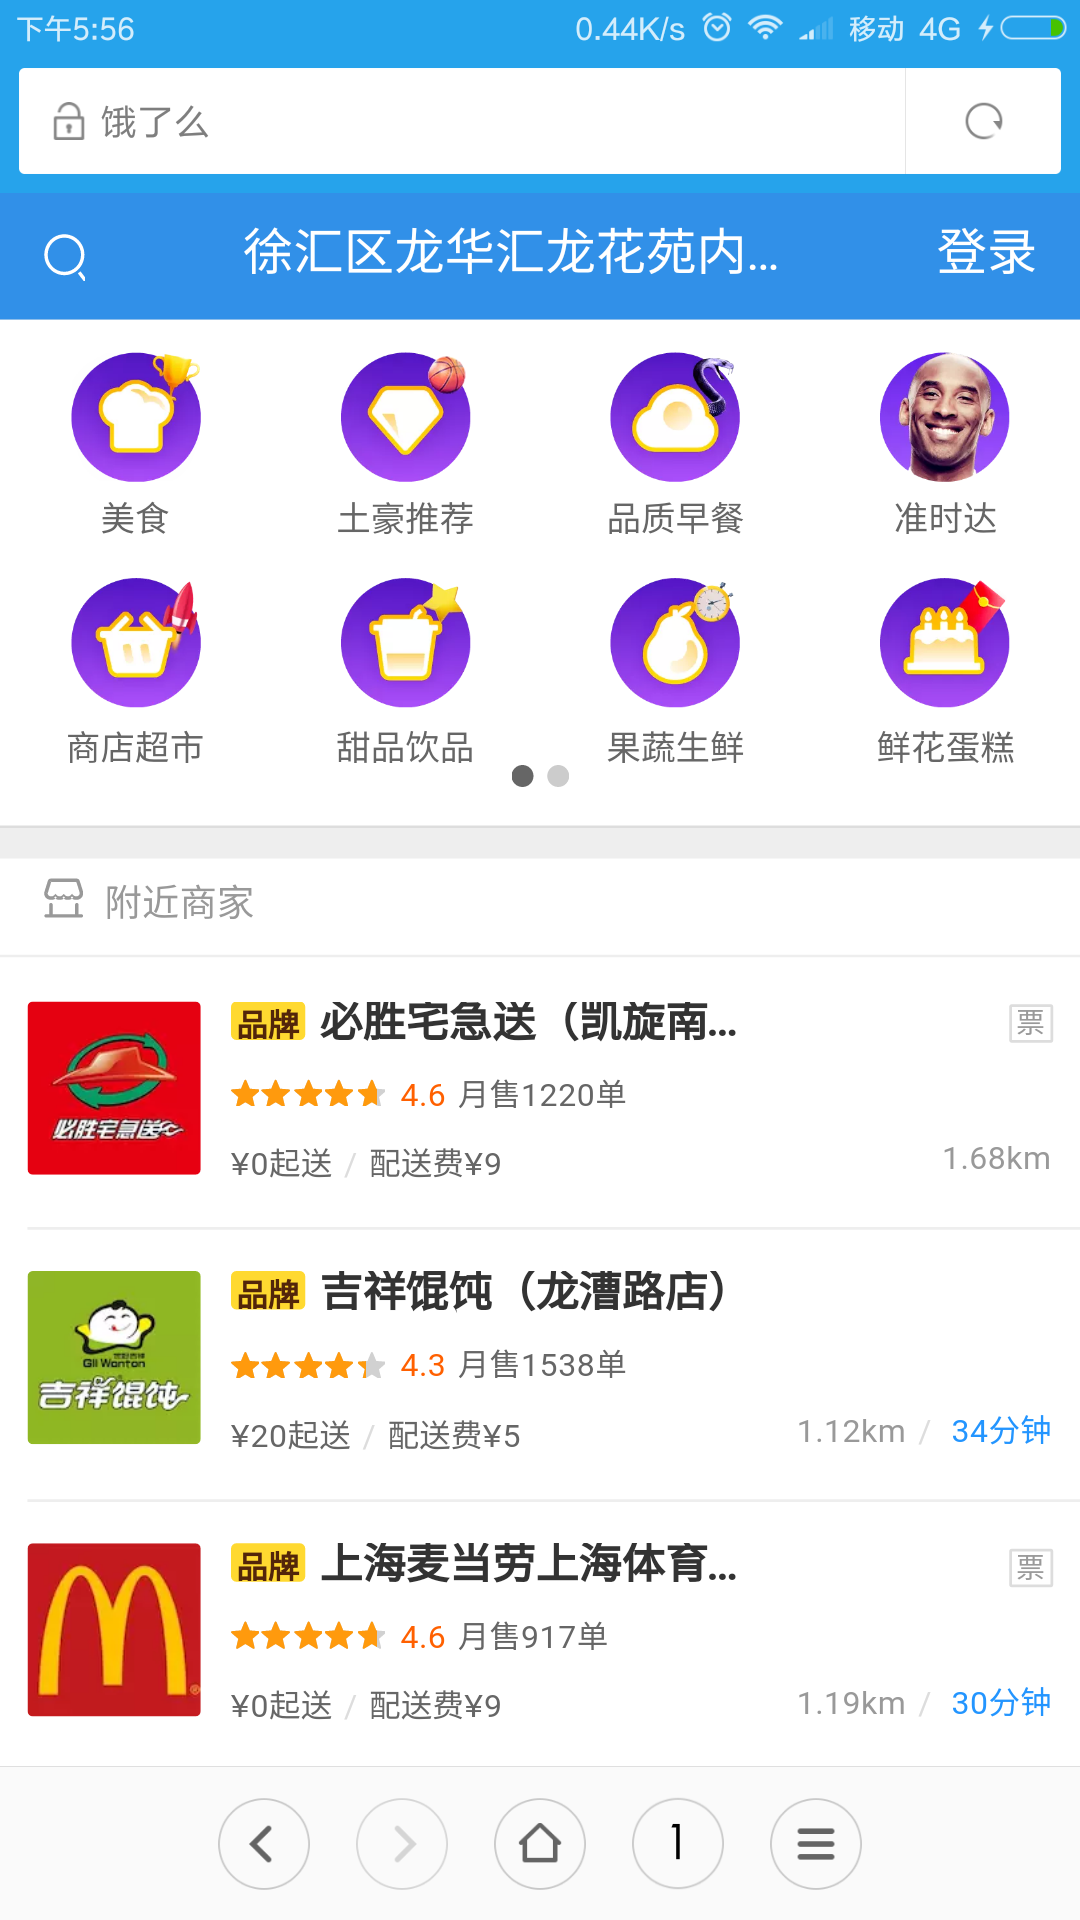 下午5:56 0.44K/s 移动 4G
饿了么
徐汇区龙华汇龙花苑内... 登录
美食 土豪推荐 品质早餐 准时达
商店超市 甜品饮品 果蔬生鲜 鲜花蛋糕
附近商家
必胜宅急送
品牌 必胜宅急送（凯旋南... 票
4.6 月售1220单
¥0起送 / 配送费¥9 1.68km
Gll Wonton
吉祥馄饨
品牌 吉祥馄饨（龙漕路店）
4.3 月售1538单
¥20起送 / 配送费¥5 1.12km / 34分钟
品牌 上海麦当劳上海体育... 票
4.6 月售917单
¥0起送 / 配送费¥9 1.19km / 30分钟
1